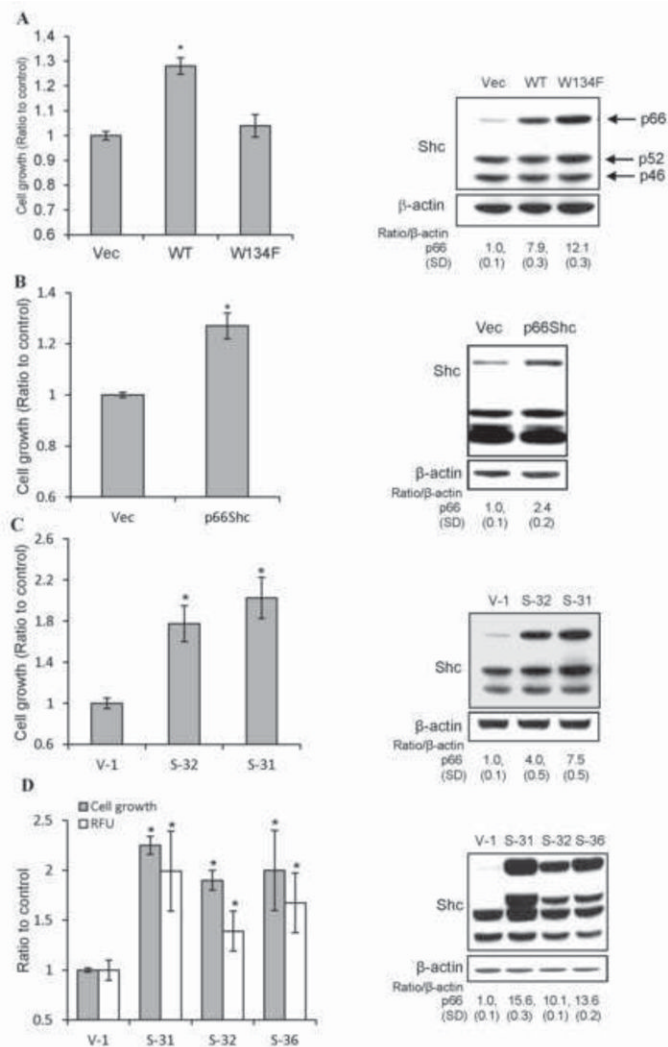 A
Cell growth (Ratio to control)
1.4
1.3
1.2
1.1
1
0.9
0.8
0.7
0.6
*
Vec WT W134F
Vec WT W134F
Shc
p66
p52
p46
β-actin
Ratio/β-actin
p66 1.0, 7.9, 12.1
(SD) (0.1) (0.3) (0.3)
B
Cell growth (Ratio to control)
1.4
1.2
1
0.8
0.6
*
Vec p66Shc
Vec p66Shc
Shc
β-actin
Ratio/β-actin
p66 1.0, 2.4
(SD) (0.1) (0.2)
C
Cell growth (Ratio to control)
2.6
2.2
1.8
1.4
1
0.6
* *
V-1 S-32 S-31
V-1 S-32 S-31
Shc
β-actin
Ratio/β-actin
p66 1.0, 4.0, 7.5
(SD) (0.1) (0.5) (0.5)
D
Cell growth
RFU
Ratio to control
2.5
2
1.5
1
0.5
* * * * * *
V-1 S-31 S-32 S-36
V-1 S-31 S-32 S-36
Shc
β-actin
Ratio/β-actin
p66 1.0, 15.6, 10.1, 13.6
(SD) (0.1) (0.3) (0.1) (0.2)